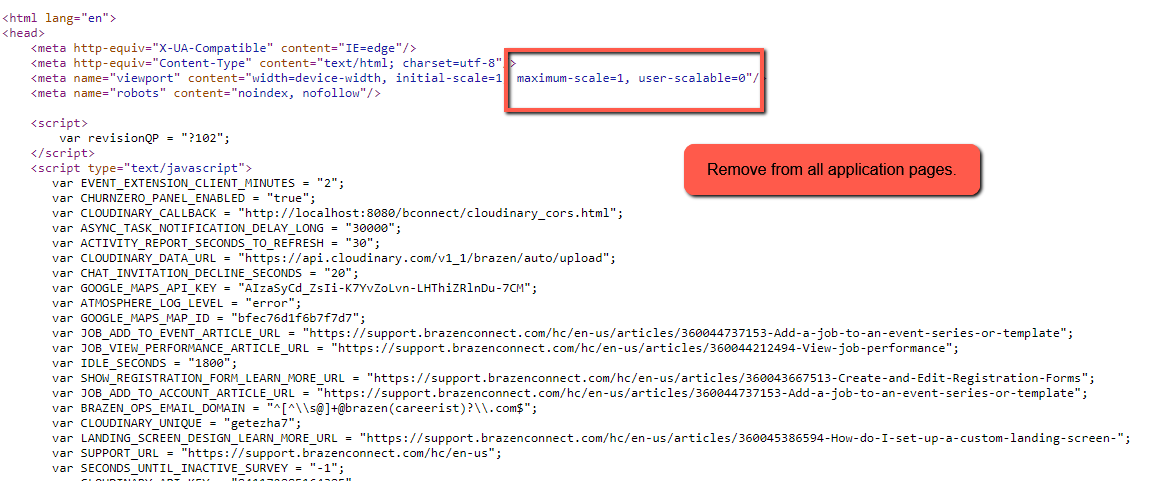 <html lang="en">
<head>
<meta http-equiv="X-UA-Compatible" content="IE=edge"/>
<meta http-equiv="Content-Type" content="text/html; charset=utf-8"/>
<meta name="viewport" content="width=device-width, initial-scale=1, maximum-scale=1, user-scalable=0"/>
<meta name="robots" content="noindex, nofollow"/>
<script>
var revisionQP = "?102";
</script>
Remove from all application pages.
<script type="text/javascript">
var EVENT_EXTENSION_CLIENT_MINUTES = "2";
var CHURNZERO_PANEL_ENABLED = "true";
var CLOUDINARY_CALLBACK = "http://localhost:8080/bconnect/cloudinary_cors.html";
var ASYNC_TASK_NOTIFICATION_DELAY_LONG = "30000";
var ACTIVITY_REPORT_SECONDS_TO_REFRESH = "30";
var CLOUDINARY_DATA_URL = "https://api.cloudinary.com/v1_1/brazen/auto/upload";
var CHAT_INVITATION_DECLINE_SECONDS = "20";
var GOOGLE_MAPS_API_KEY = "AIzaSyCd_ZsIi-K7YvZoLvn-LHThiZRlnDu-7CM";
var ATMOSPHERE_LOG_LEVEL = "error";
var GOOGLE_MAPS_MAP_ID = "bfec76d1f6b7f7d7";
var JOB_ADD_TO_EVENT_ARTICLE_URL = "https://support.brazenconnect.com/hc/en-us/articles/360044737153-Add-a-job-to-an-event-series-or-template";
var JOB_VIEW_PERFORMANCE_ARTICLE_URL = "https://support.brazenconnect.com/hc/en-us/articles/360044212494-View-job-performance";
var IDLE_SECONDS = "1800";
var SHOW_REGISTRATION_FORM_LEARN_MORE_URL = "https://support.brazenconnect.com/hc/en-us/articles/360043667513-Create-and-Edit-Registration-Forms";
var JOB_ADD_TO_ACCOUNT_ARTICLE_URL = "https://support.brazenconnect.com/hc/en-us/articles/360044737153-Add-a-job-to-an-event-series-or-template";
var BRAZEN_OPS_EMAIL_DOMAIN = "^[^\\s@]+@brazen(careerist)?\\.com$";
var CLOUDINARY_UNIQUE = "getezha7";
var LANDING_SCREEN_DESIGN_LEARN_MORE_URL = "https://support.brazenconnect.com/hc/en-us/articles/360045386594-How-do-I-set-up-a-custom-landing-screen-";
var SUPPORT_URL = "https://support.brazenconnect.com/hc/en-us";
var SECONDS_UNTIL_INACTIVE_SURVEY = "-1";